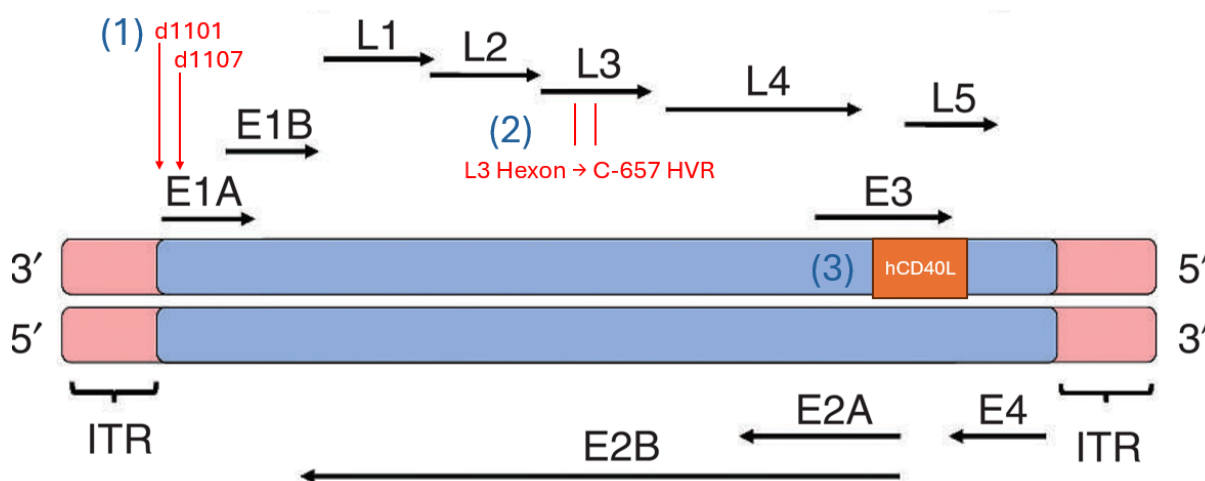 (1) d1101
d1107
L1
L2
L3
L4
L5
E1B
(2)
L3 Hexon → C-657 HVR
E1A
E3
3′
(3)
hCD40L
5′
5′
3′
ITR
E2A
E4
ITR
E2B